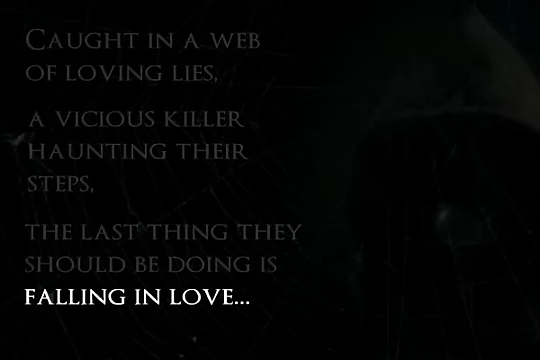 Caught in a web
of loving lies,
a vicious killer
haunting their
steps,
the last thing they
should be doing is
falling in love...